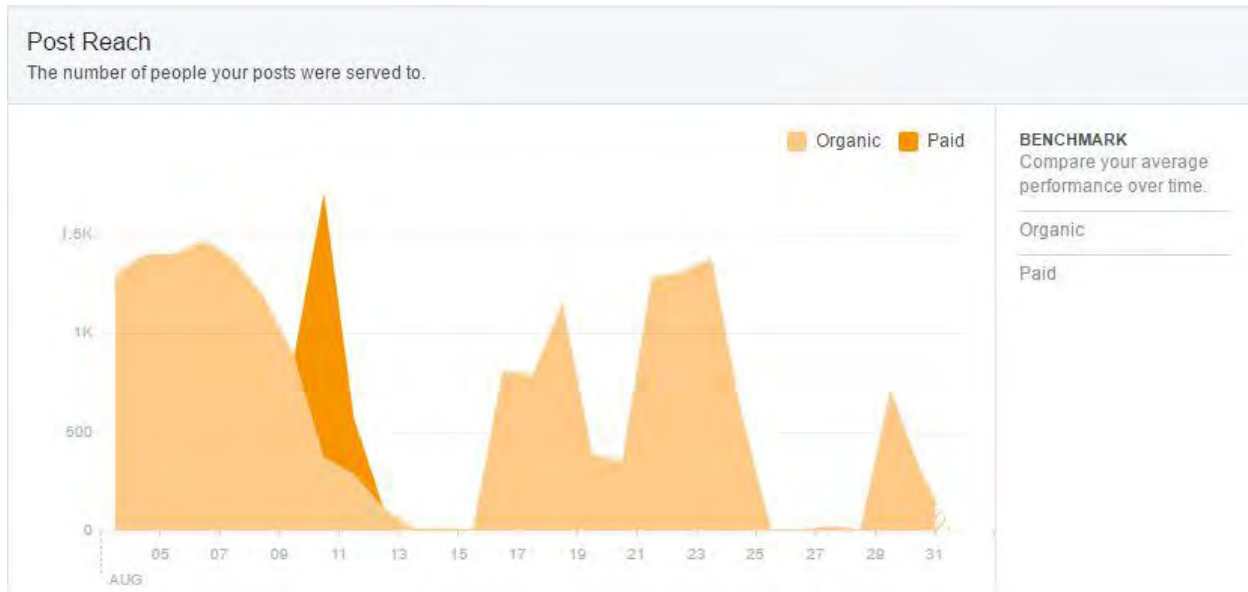 Post Reach
The number of people your posts were served to.
Organic Paid
BENCHMARK
Compare your average
performance over time.
Organic
Paid
1.5K
1K
500
0
05 07 09 11 13 15 17 19 21 23 25 27 29 31
AUG